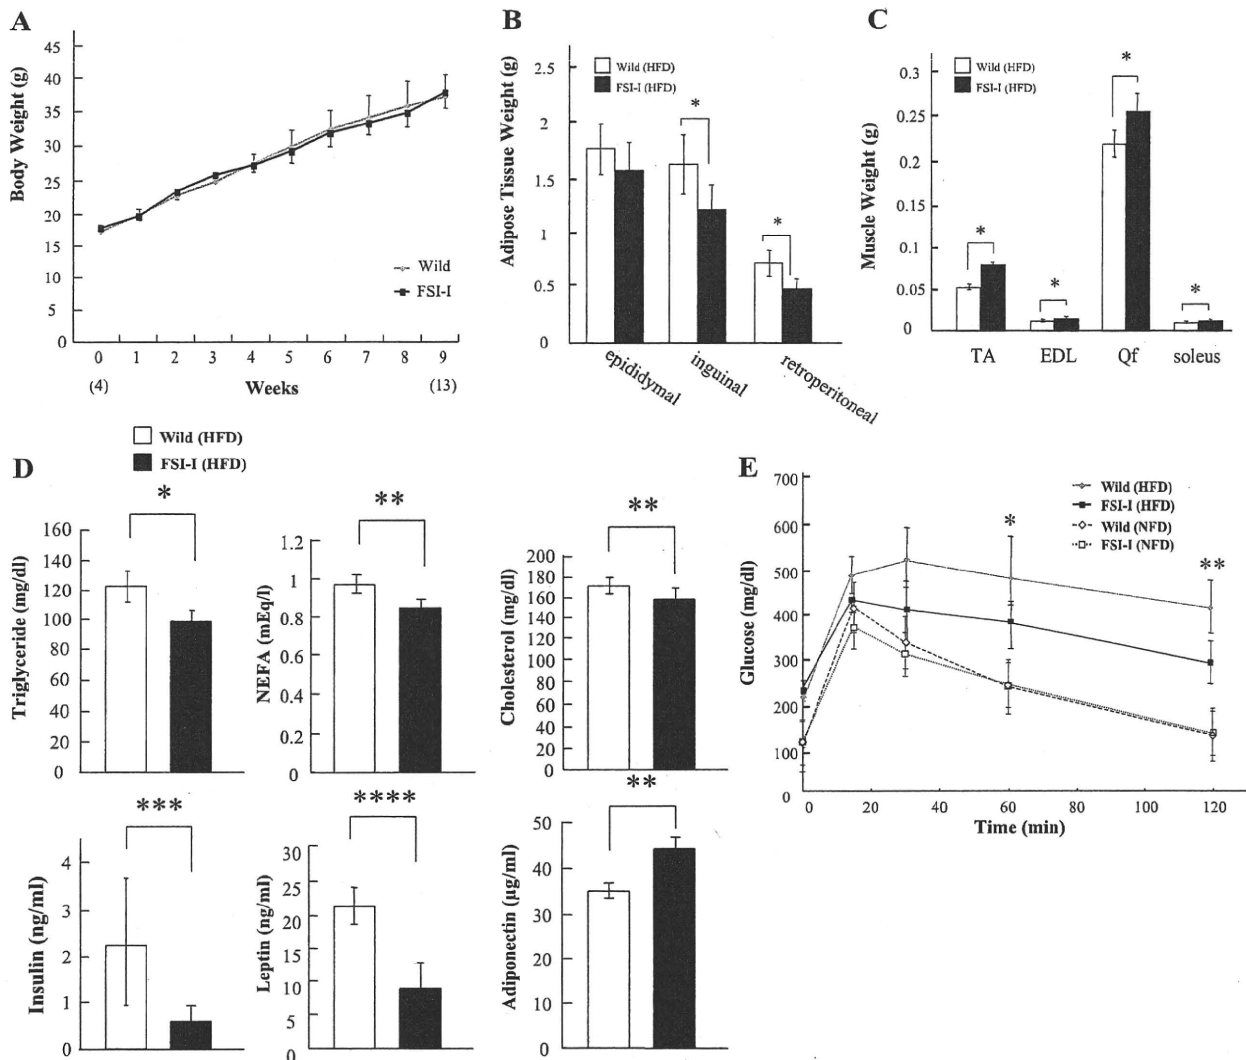 A
Body Weight (g)
45
40
35
30
25
20
15
10
5
0
Wild
FSI-I
0 1 2 3 4 5 6 7 8 9
(4) Weeks (13)
B
Adipose Tissue Weight (g)
2.5
2
1.5
1
0.5
0
Wild (HFD)
FSI-I (HFD)
*
*
epididymal
inguinal
retroperitoneal
C
Muscle Weight (g)
0.3
0.25
0.2
0.15
0.1
0.05
0
Wild (HFD)
FSI-I (HFD)
*
*
*
*
TA EDL Qf soleus
D
Wild (HFD)
FSI-I (HFD)
Triglyceride (mg/dl)
160
140
120
100
80
60
40
20
0
*
NEFA (mEq/l)
1.2
1
0.8
0.6
0.4
0.2
0
**
Cholesterol (mg/dl)
200
180
160
140
120
100
80
60
40
20
0
**
Insulin (ng/ml)
4
3
2
1
0
***
Leptin (ng/ml)
30
25
20
15
10
5
0
****
Adiponectin (μg/ml)
50
40
30
20
10
0
**
E
Glucose (mg/dl)
700
600
500
400
300
200
100
0
Wild (HFD)
FSI-I (HFD)
Wild (NFD)
FSI-I (NFD)
*
**
0 20 40 60 80 100 120
Time (min)